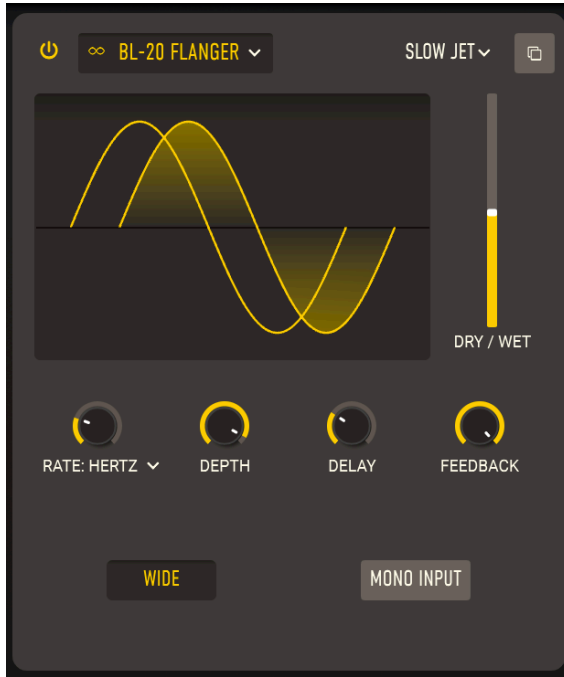 BL-20 FLANGER
SLOW JET
DRY / WET
RATE: HERTZ
DEPTH
DELAY
FEEDBACK
WIDE
MONO INPUT